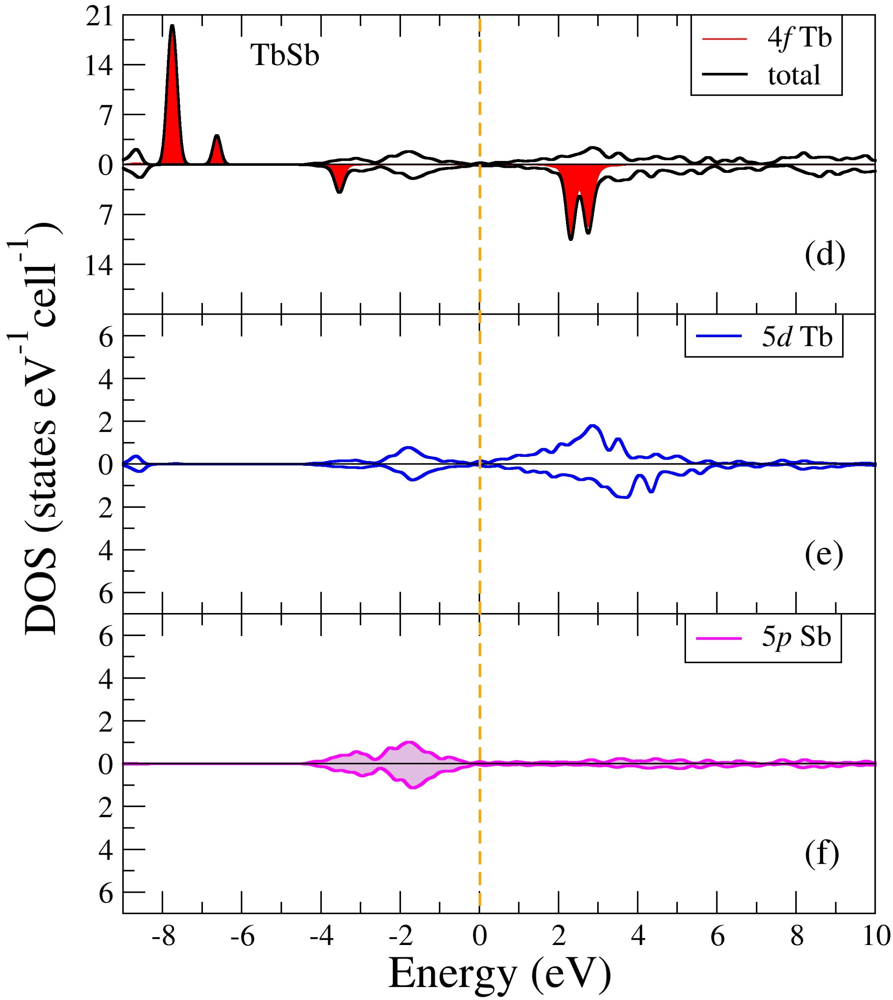 DOS (states eV⁻¹ cell⁻¹)
21
14
7
0
7
14
TbSb
4f Tb
total
(d)
6
4
2
0
2
4
6
5d Tb
(e)
6
4
2
0
2
4
6
5p Sb
(f)
-8 -6 -4 -2 0 2 4 6 8 10
Energy (eV)